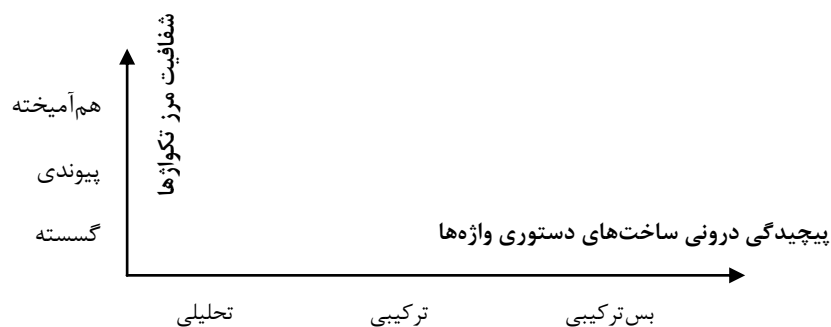 شفافیت مرز تکواژها
هم‌آمیخته
پیوندی
گسسته
پیچیدگی درونی ساخت‌های دستوری واژه‌ها
تحلیلی ترکیبی بس‌ترکیبی